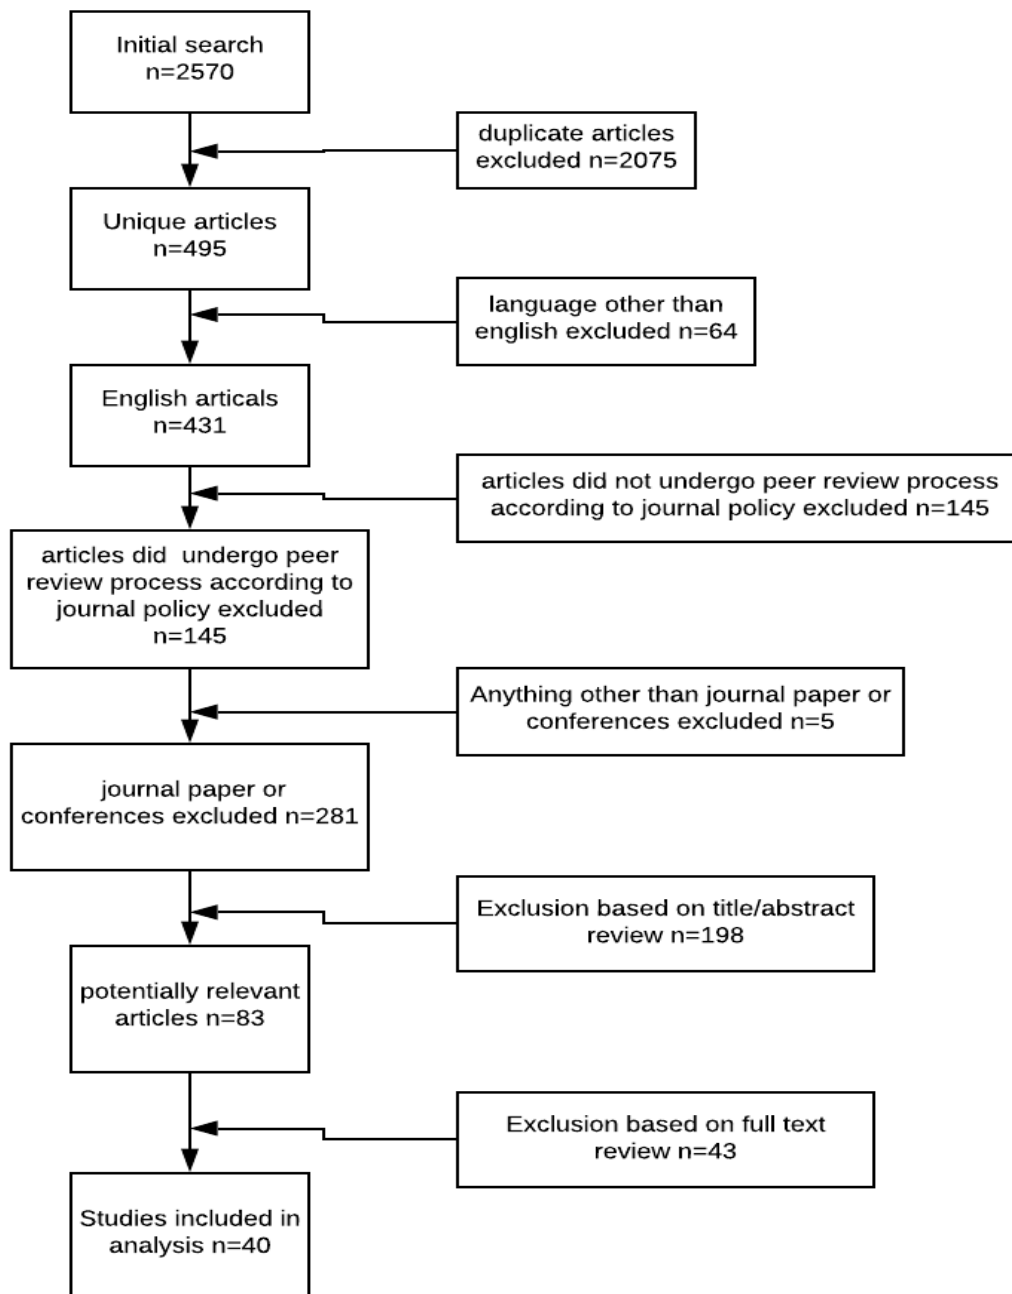 Initial search
n=2570
duplicate articles
excluded n=2075
Unique articles
n=495
language other than
english excluded n=64
English articals
n=431
articles did not undergo peer review process
according to journal policy excluded n=145
articles did  undergo peer
review process according to
journal policy excluded
n=145
Anything other than journal paper or
conferences excluded n=5
journal paper or
conferences excluded n=281
Exclusion based on title/abstract
review n=198
potentially relevant
articles n=83
Exclusion based on full text
review n=43
Studies included in
analysis n=40